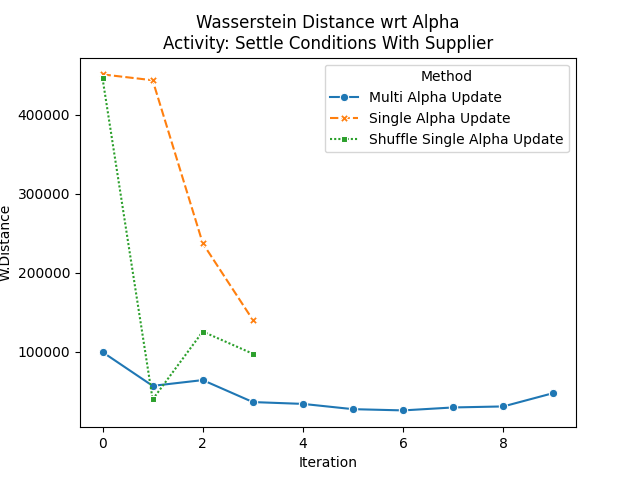 Wasserstein Distance wrt Alpha
Activity: Settle Conditions With Supplier
Method
Multi Alpha Update
Single Alpha Update
Shuffle Single Alpha Update
400000
300000
200000
100000
W.Distance
0 2 4 6 8
Iteration